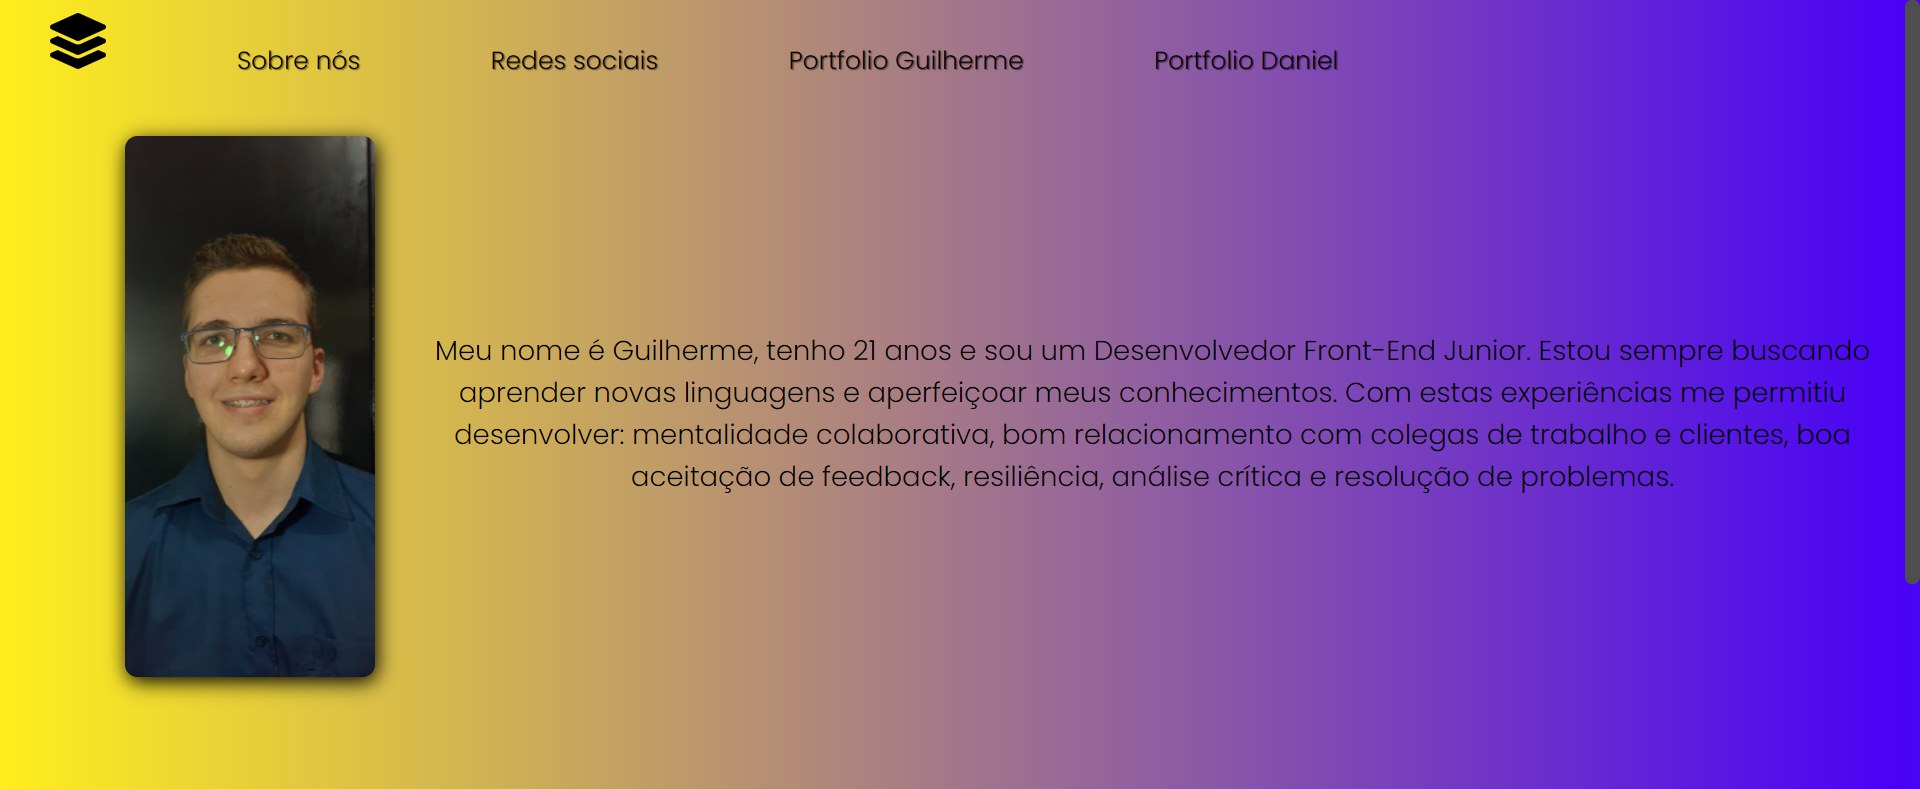 Sobre nós
Redes sociais
Portfolio Guilherme
Portfolio Daniel
Meu nome é Guilherme, tenho 21 anos e sou um Desenvolvedor Front-End Junior. Estou sempre buscando
aprender novas linguagens e aperfeiçoar meus conhecimentos. Com estas experiências me permitiu
desenvolver: mentalidade colaborativa, bom relacionamento com colegas de trabalho e clientes, boa
aceitação de feedback, resiliência, análise crítica e resolução de problemas.